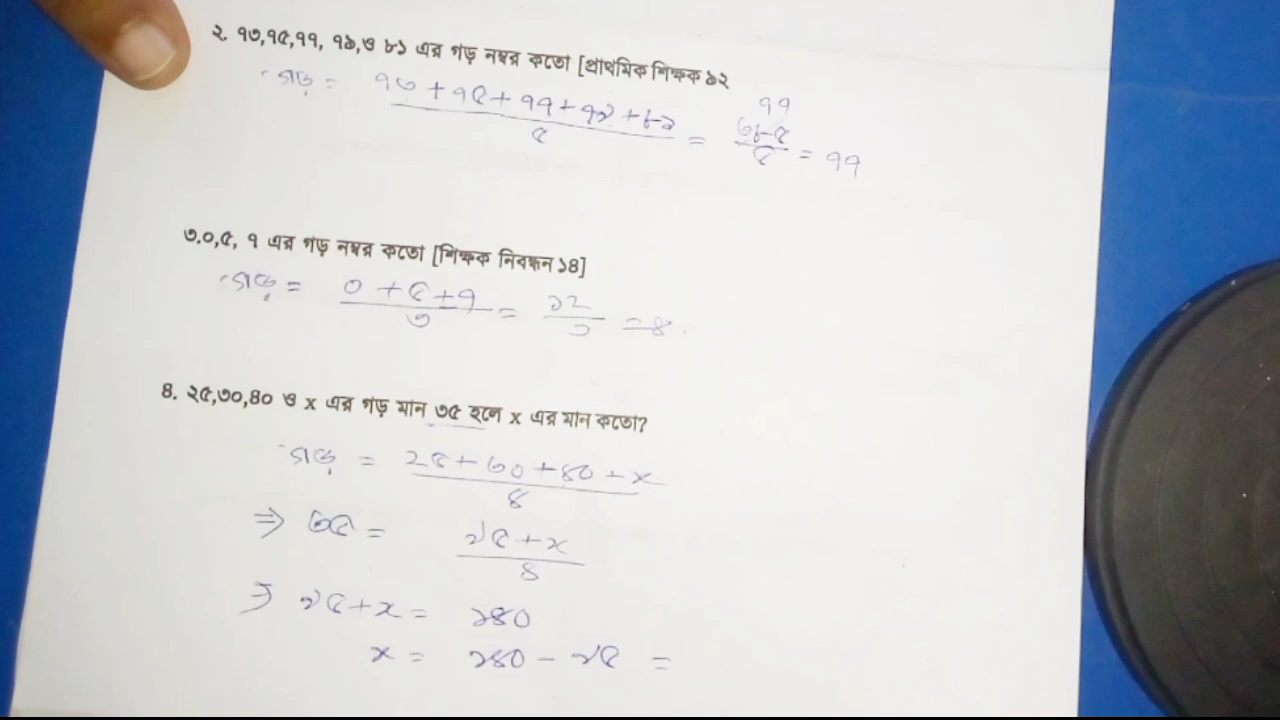 ২. ৭৩,৭৫,৭৭, ৭৯,ও ৮১ এর গড় নম্বর কতো [প্রাথমিক শিক্ষক ৯২
গড় = ৭৩ + ৭৫ + ৭৭ + ৭৯ + ৮১ / ৫ = ৩৮৫ / ৫ = ৭৭
৭৭
৩.০,৫, ৭ এর গড় নম্বর কতো [শিক্ষক নিবন্ধন ১৪]
গড় = ০ + ৫ + ৭ / ৩ = ১২ / ৩ = ৪.
৪. ২৫,৩০,৪০ ও x এর গড় মান ৩৫ হলে x এর মান কতো?
গড় = ২৫ + ৩০ + ৪০ + x / ৪
⇒ ৩৫ = ৯৫ + x / ৪
⇒ ৯৫ + x = ১৪০
x = ১৪০ - ৯৫ =